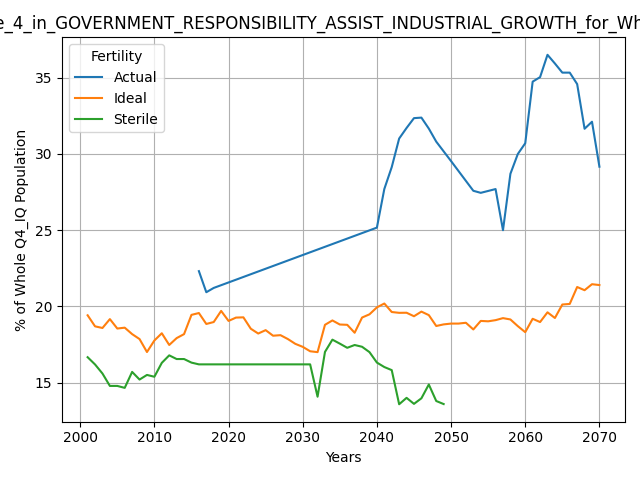 e_4_in_GOVERNMENT_RESPONSIBILITY_ASSIST_INDUSTRIAL_GROWTH_for_Wh
Fertility
Actual
Ideal
Sterile
% of Whole Q4_IQ Population
35
30
25
20
15
2000 2010 2020 2030 2040 2050 2060 2070
Years